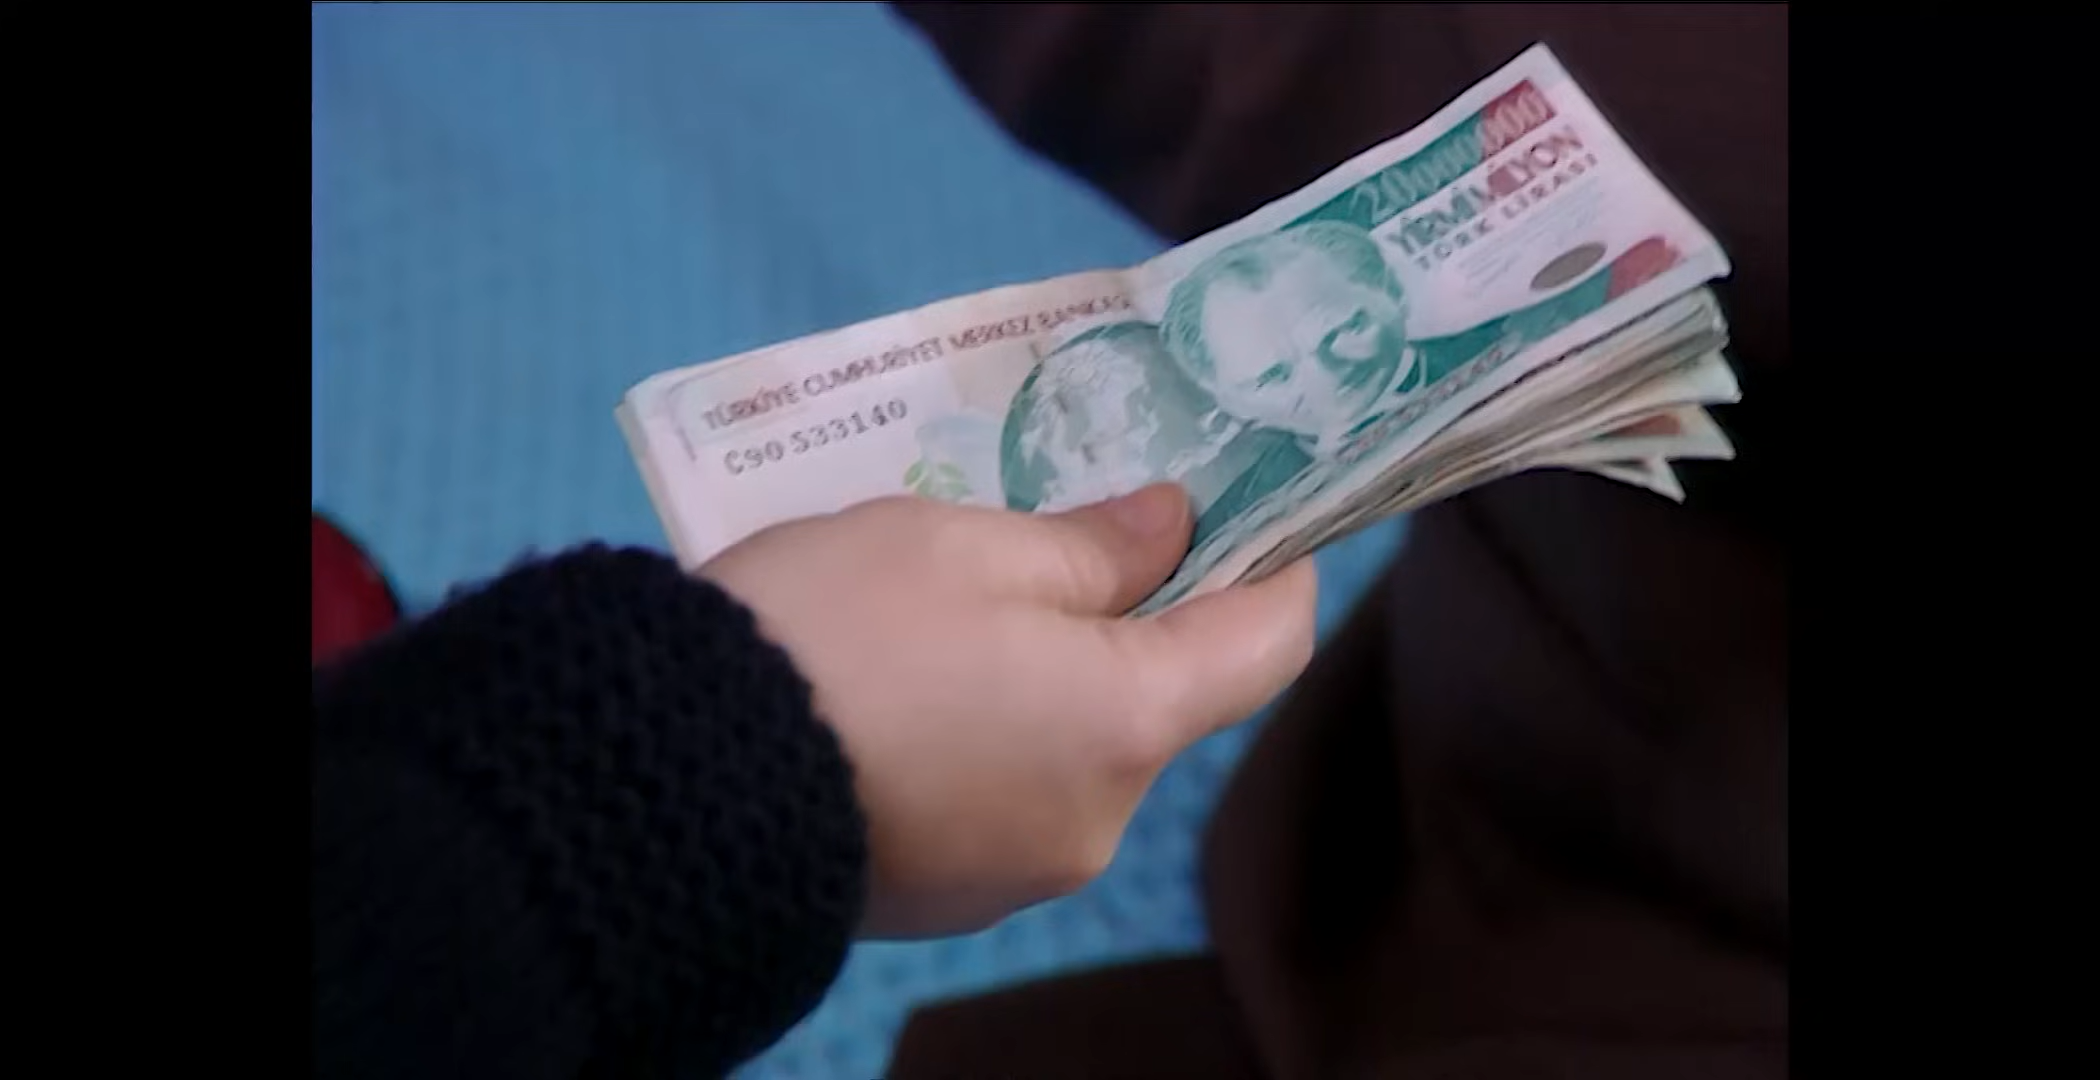 20000000
YİRMİ MİLYON
TÜRK LİRASI
TÜRKİYE CUMHURİYET MERKEZ BANKASI
C90 533140